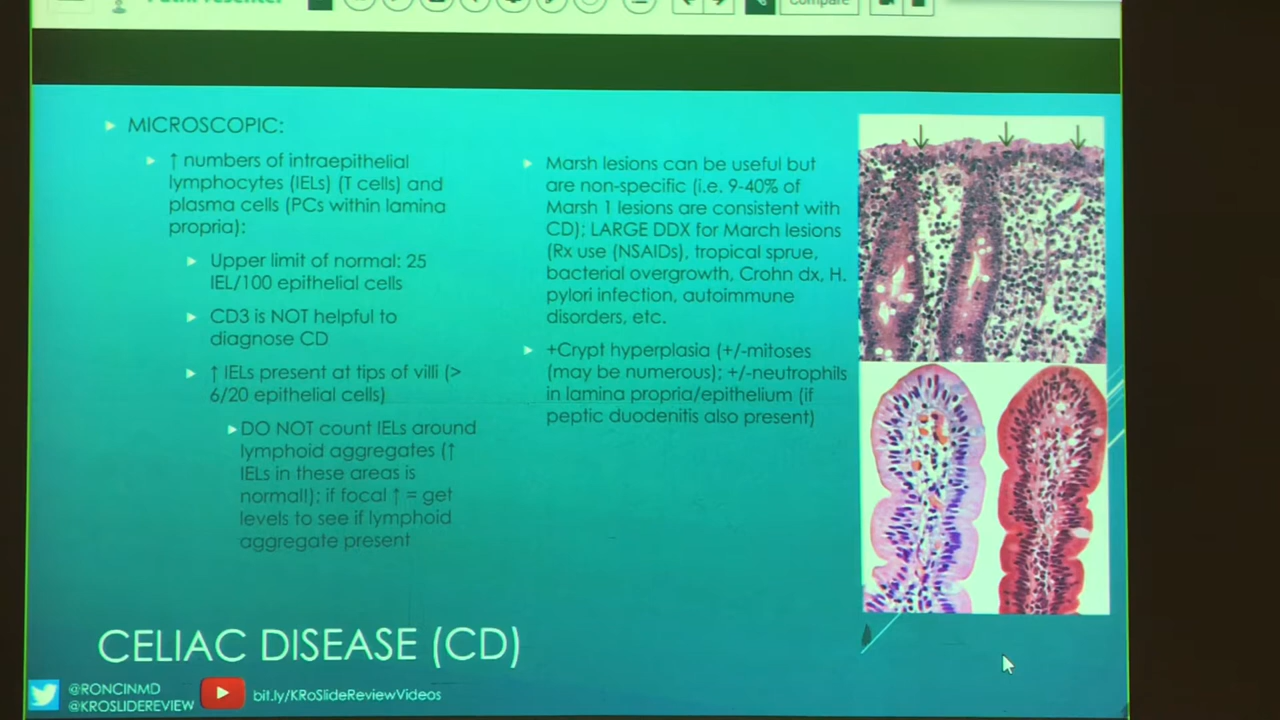 PathPresenter
Compare
MICROSCOPIC:
↑ numbers of intraepithelial
lymphocytes (IELs) (T cells) and
plasma cells (PCs within lamina
propria):
Upper limit of normal: 25
IEL/100 epithelial cells
CD3 is NOT helpful to
diagnose CD
↑ IELs present at tips of villi (>
6/20 epithelial cells)
DO NOT count IELs around
lymphoid aggregates (↑
IELs in these areas is
normal!); if focal ↑ = get
levels to see if lymphoid
aggregate present
Marsh lesions can be useful but
are non-specific (i.e. 9-40% of
Marsh 1 lesions are consistent with
CD); LARGE DDX for March lesions
(Rx use (NSAIDs), tropical sprue,
bacterial overgrowth, Crohn dx, H.
pylori infection, autoimmune
disorders, etc.
+Crypt hyperplasia (+/-mitoses
(may be numerous); +/-neutrophils
in lamina propria/epithelium (if
peptic duodenitis also present)
CELIAC DISEASE (CD)
@RONCINMD
@KROSLIDEREVIEW
bit.ly/KRoSlideReviewVideos